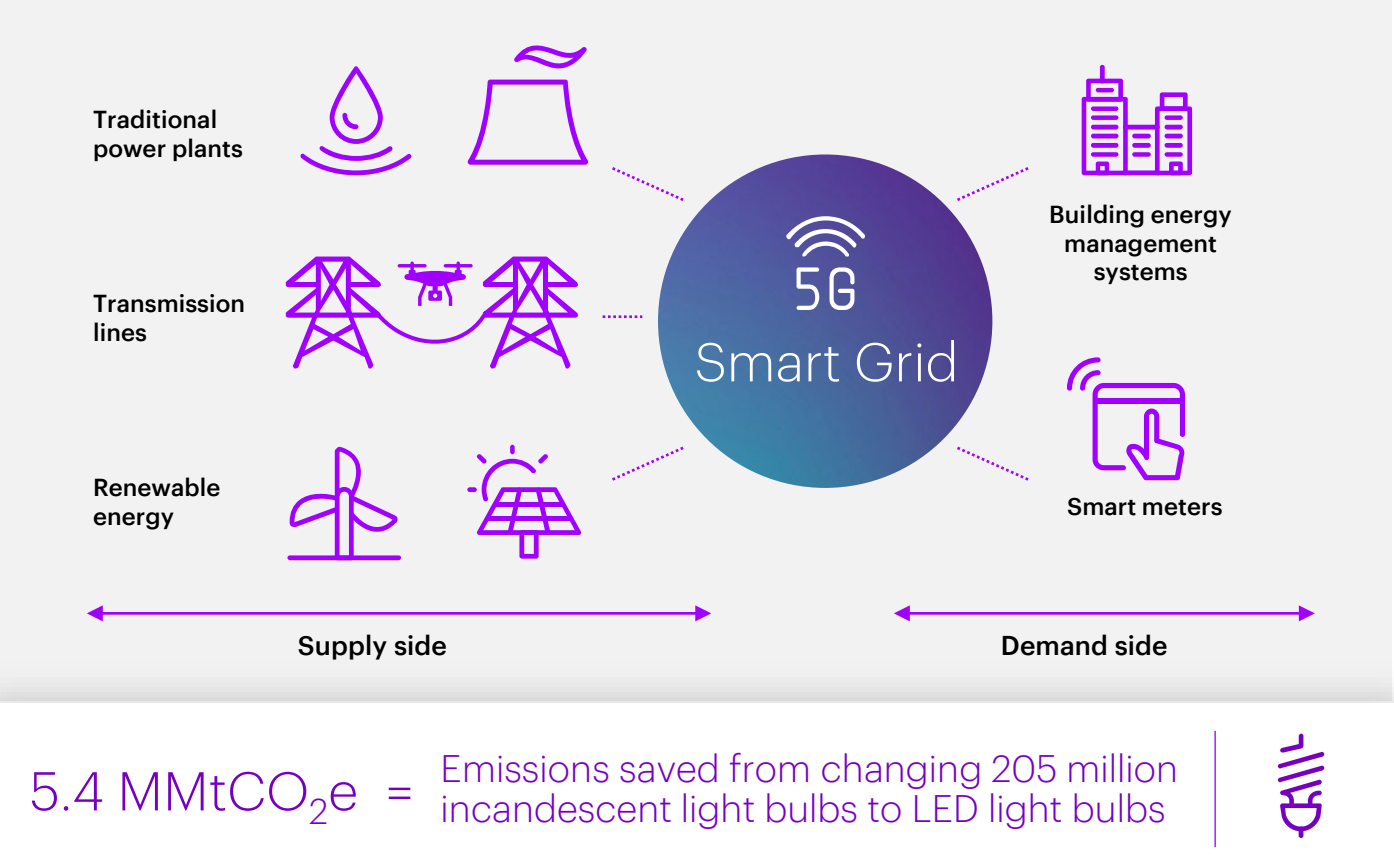 Traditional
power plants
Transmission
lines
Renewable
energy
5G
Smart Grid
Building energy
management
systems
Smart meters
Supply side
Demand side
5.4 MMtCO₂e = Emissions saved from changing 205 million
incandescent light bulbs to LED light bulbs